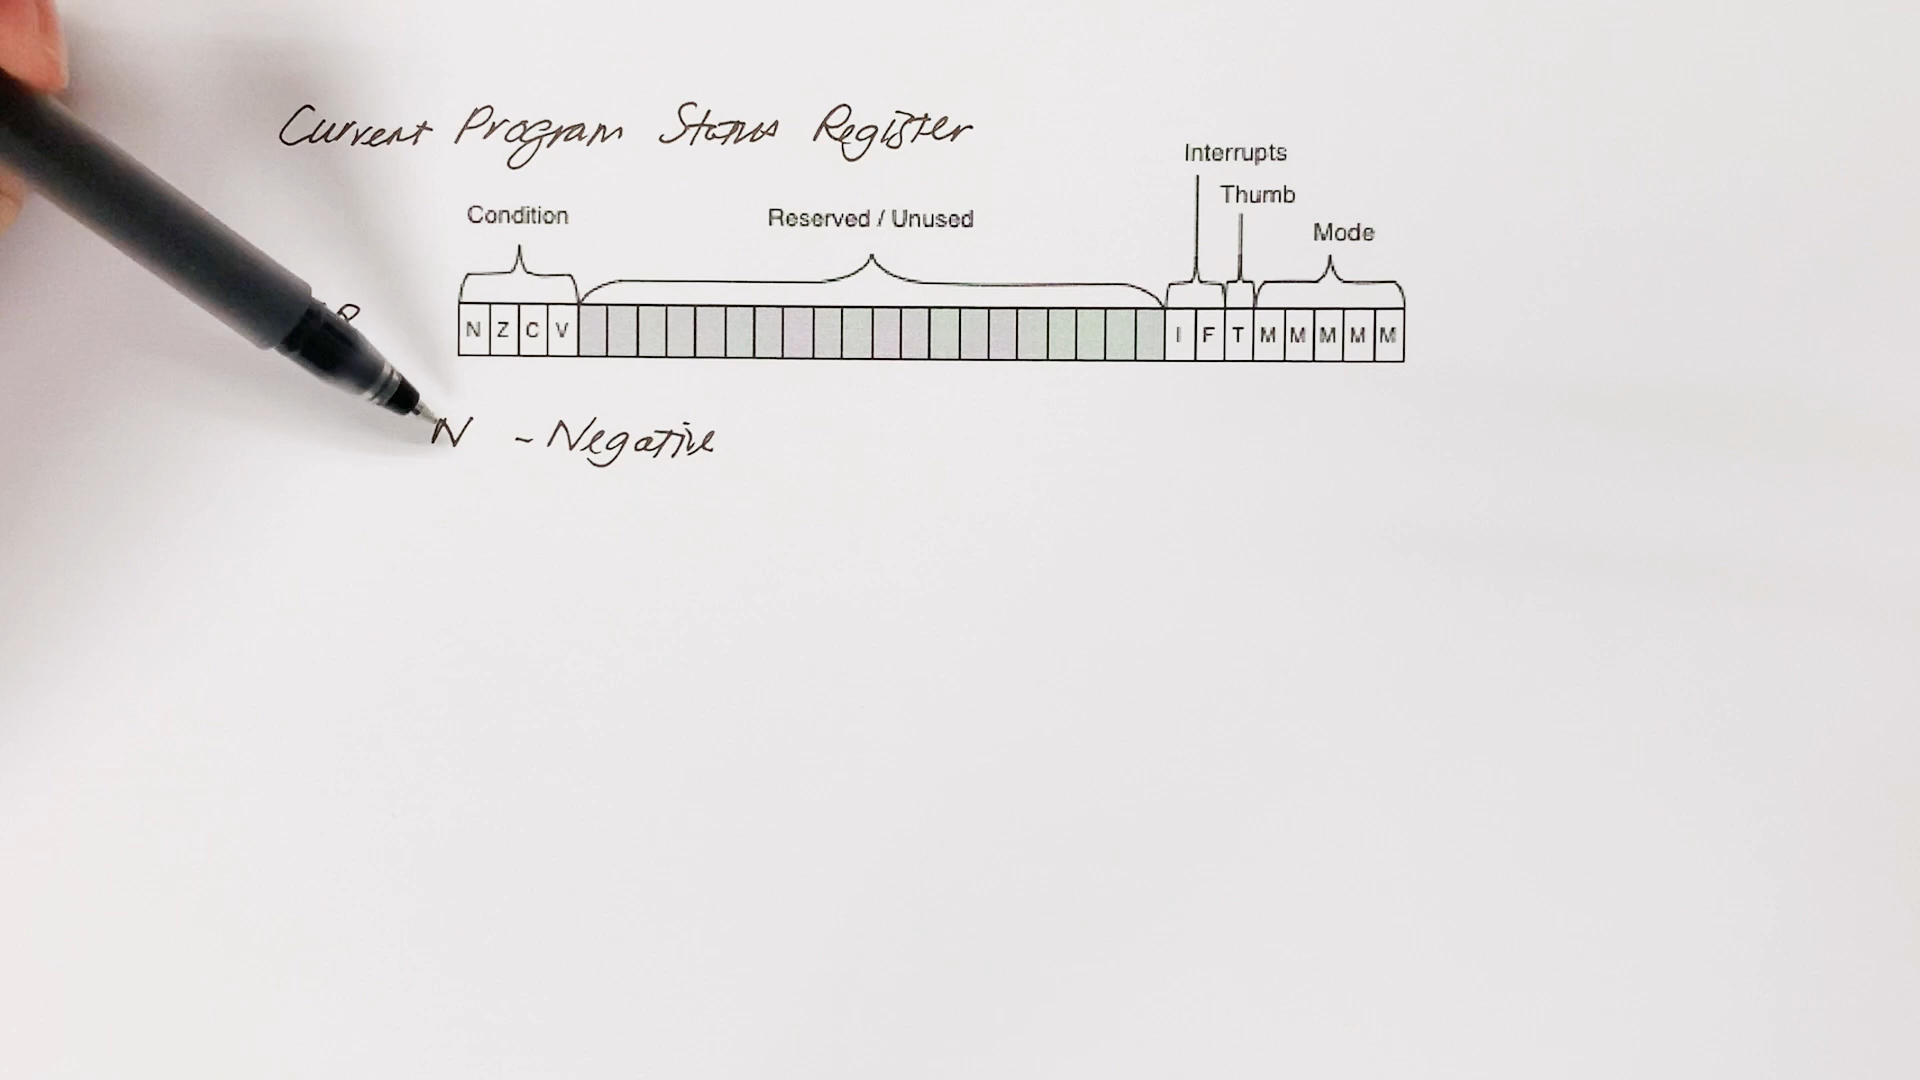 Current Program Status Register
Interrupts
Thumb
Condition
Reserved / Unused
Mode
N Z C V I F T M M M M M
N - Negative